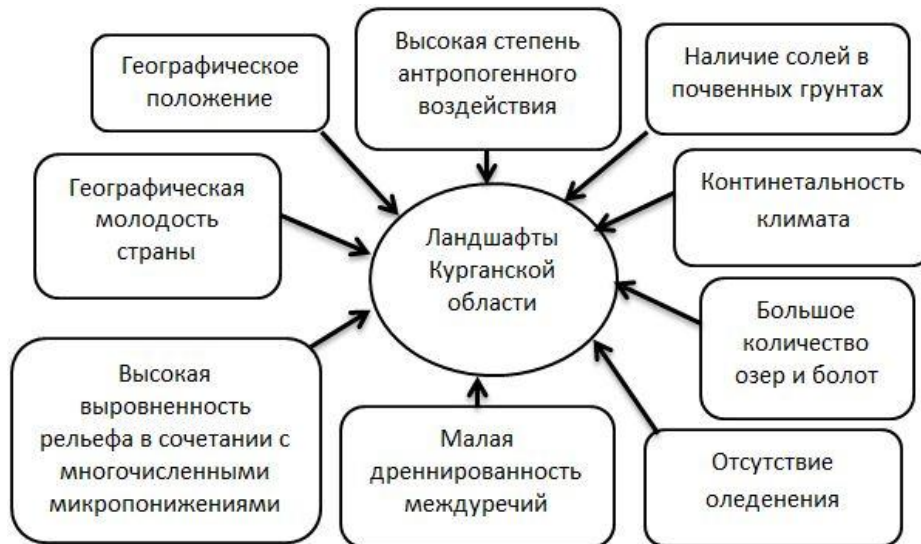 Географическое
положение
Высокая степень
антропогенного
воздействия
Наличие солей в
почвенных грунтах
Географическая
молодость
страны
Ландшафты
Курганской
области
Континетальность
климата
Большое
количество
озер и болот
Высокая
выровненность
рельефа в сочетании с
многочисленными
микропонижениями
Малая
дреннированность
междуречий
Отсутствие
оледенения